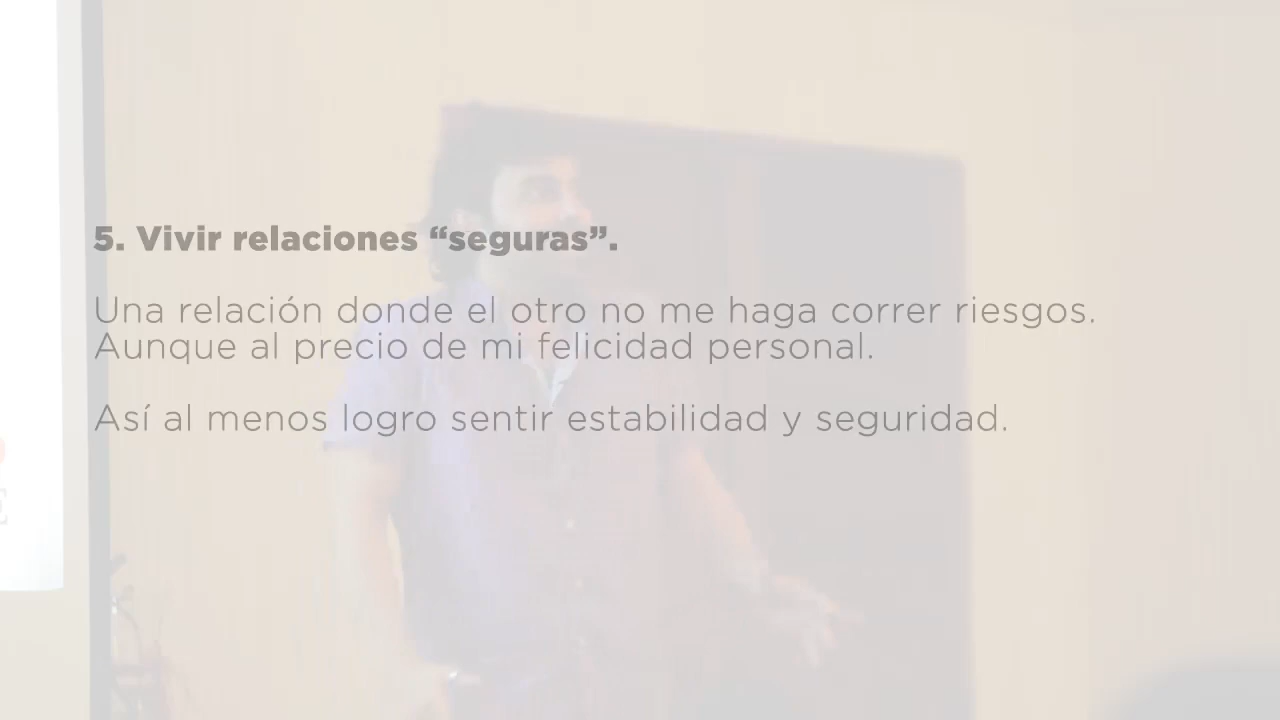 5. Vivir relaciones “seguras”.
Una relación donde el otro no me haga correr riesgos.
Aunque al precio de mi felicidad personal.
Así al menos logro sentir estabilidad y seguridad.